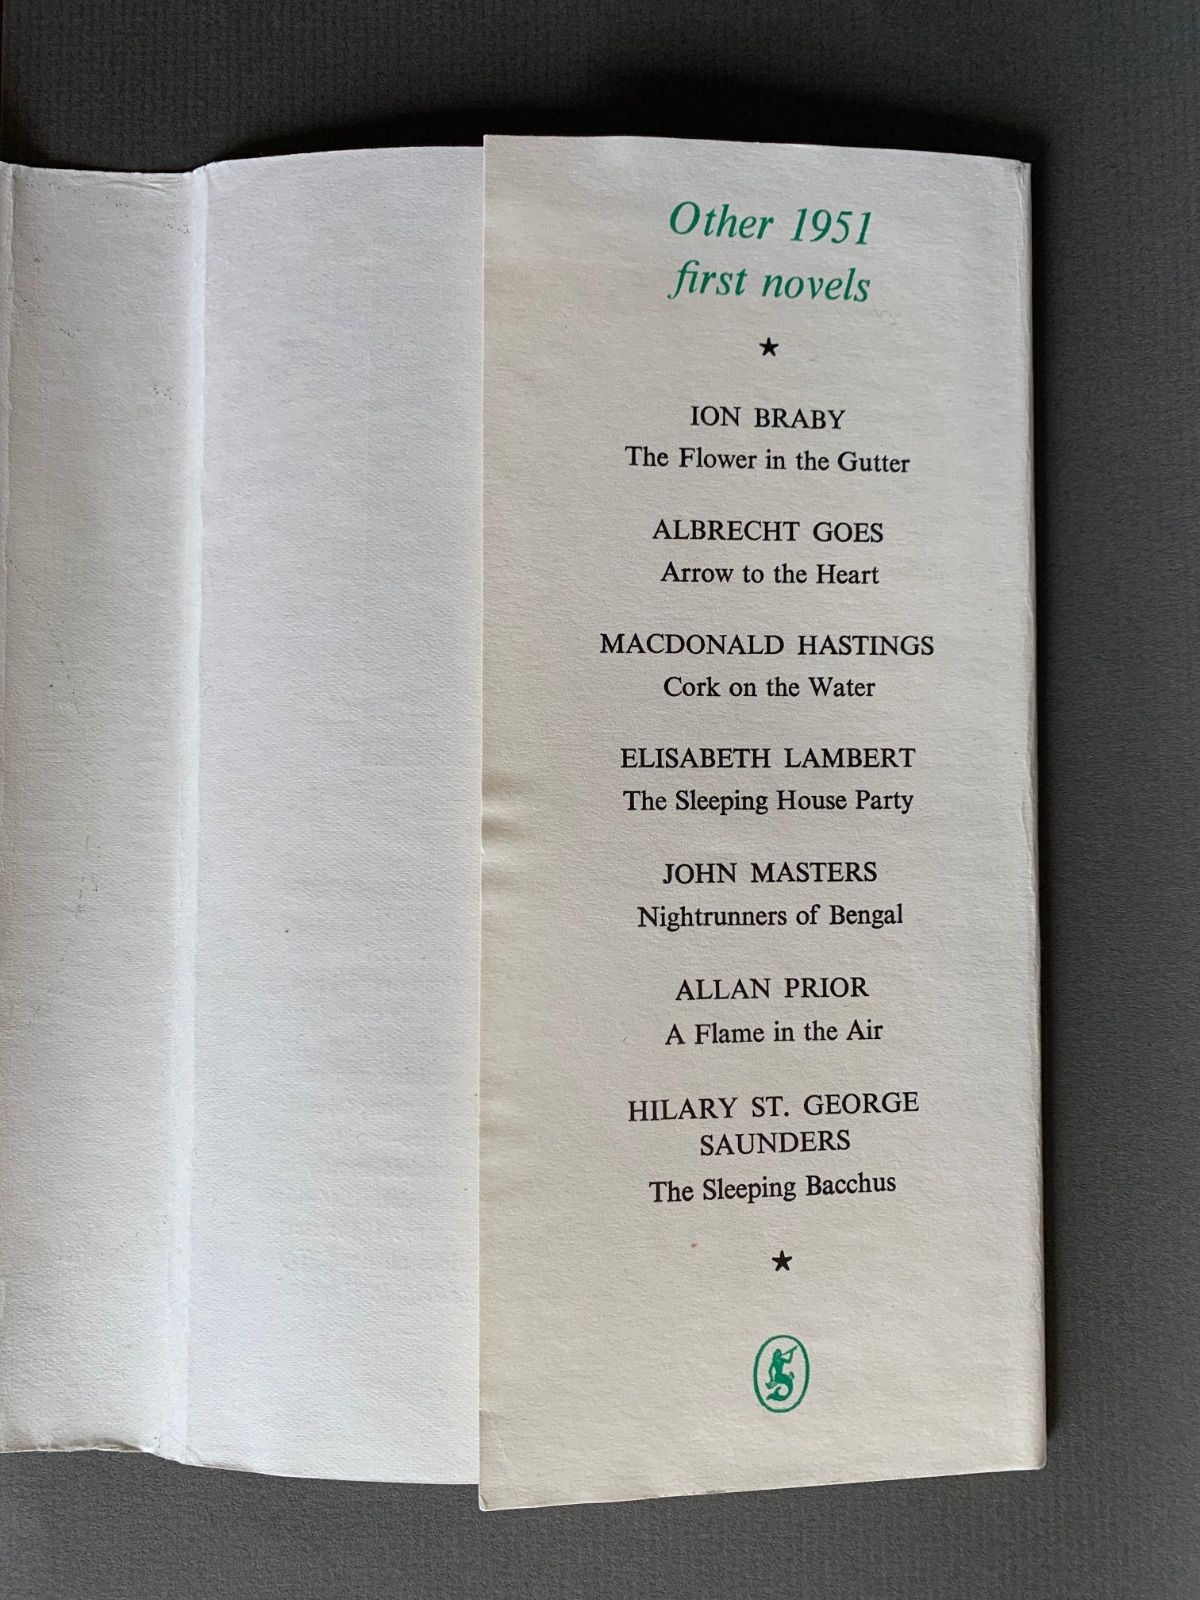 Other 1951
first novels
★
ION BRABY
The Flower in the Gutter
ALBRECHT GOES
Arrow to the Heart
MACDONALD HASTINGS
Cork on the Water
ELISABETH LAMBERT
The Sleeping House Party
JOHN MASTERS
Nightrunners of Bengal
ALLAN PRIOR
A Flame in the Air
HILARY ST. GEORGE
SAUNDERS
The Sleeping Bacchus
★